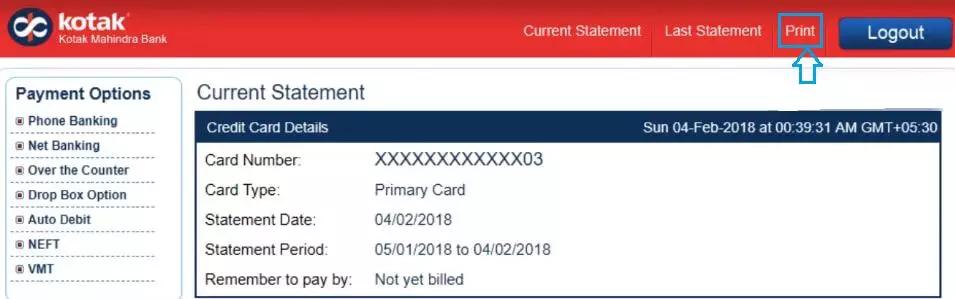 kotak
Kotak Mahindra Bank
Current Statement Last Statement Print Logout
Payment Options
Phone Banking
Net Banking
Over the Counter
Drop Box Option
Auto Debit
NEFT
VMT
Current Statement
Credit Card Details Sun 04-Feb-2018 at 00:39:31 AM GMT+05:30
Card Number: XXXXXXXXXXXXX03
Card Type: Primary Card
Statement Date: 04/02/2018
Statement Period: 05/01/2018 to 04/02/2018
Remember to pay by: Not yet billed